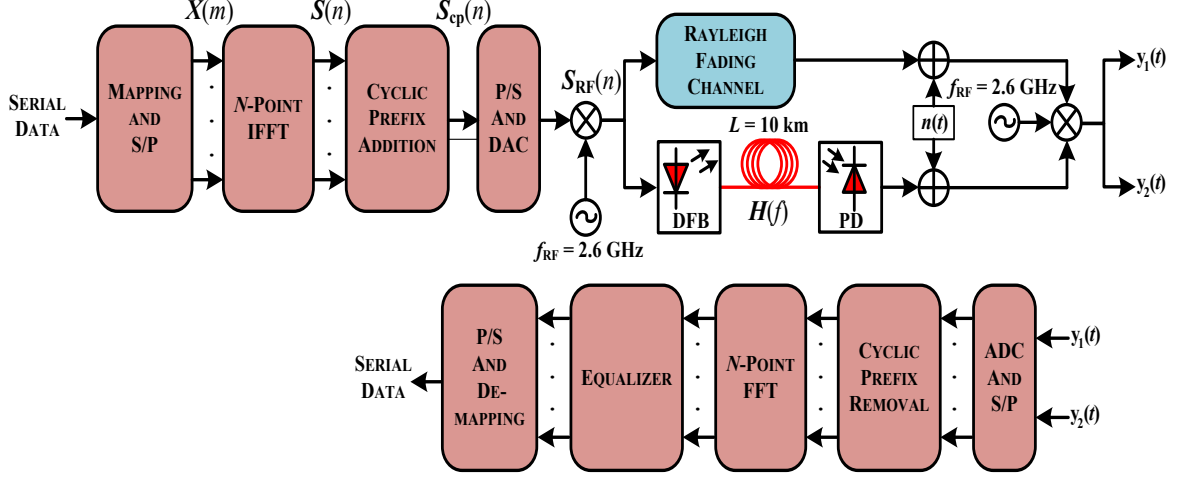 X(m)
S(n)
Scp(n)
SERIAL
DATA
MAPPING
AND
S/P
N-POINT
IFFT
CYCLIC
PREFIX
ADDITION
P/S
AND
DAC
SRF(n)
fRF = 2.6 GHz
RAYLEIGH
FADING
CHANNEL
L = 10 km
DFB
H(f)
PD
n(t)
fRF = 2.6 GHz
y1(t)
y2(t)
SERIAL
DATA
P/S
AND
DE-
MAPPING
EQUALIZER
N-POINT
FFT
CYCLIC
PREFIX
REMOVAL
ADC
AND
S/P
y1(t)
y2(t)